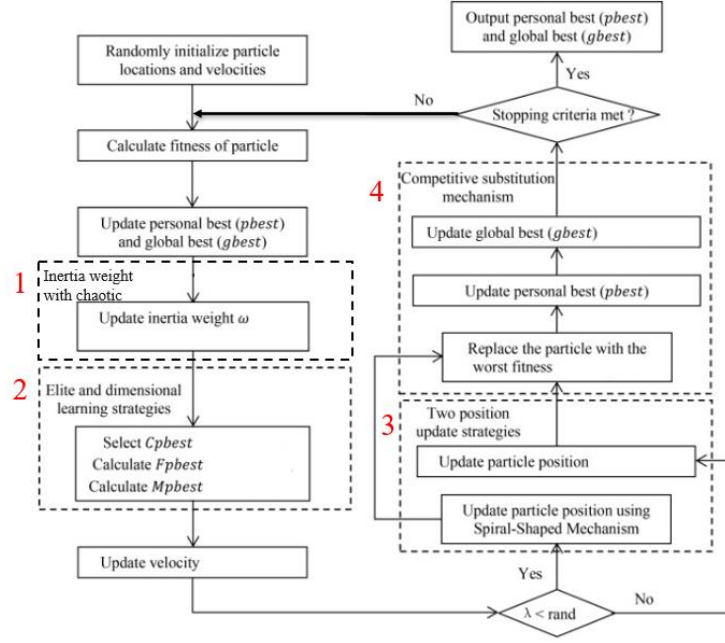 Randomly initialize particle
locations and velocities
Calculate fitness of particle
Update personal best (pbest)
and global best (gbest)
1
Inertia weight
with chaotic
Update inertia weight ω
2
Elite and dimensional
learning strategies
Select Cpbest
Calculate Fpbest
Calculate Mpbest
Update velocity
λ < rand
Yes
No
3
Two position
update strategies
Update particle position using
Spiral-Shaped Mechanism
Update particle position
4
Competitive substitution
mechanism
Replace the particle with the
worst fitness
Update personal best (pbest)
Update global best (gbest)
Stopping criteria met ?
No
Yes
Output personal best (pbest)
and global best (gbest)